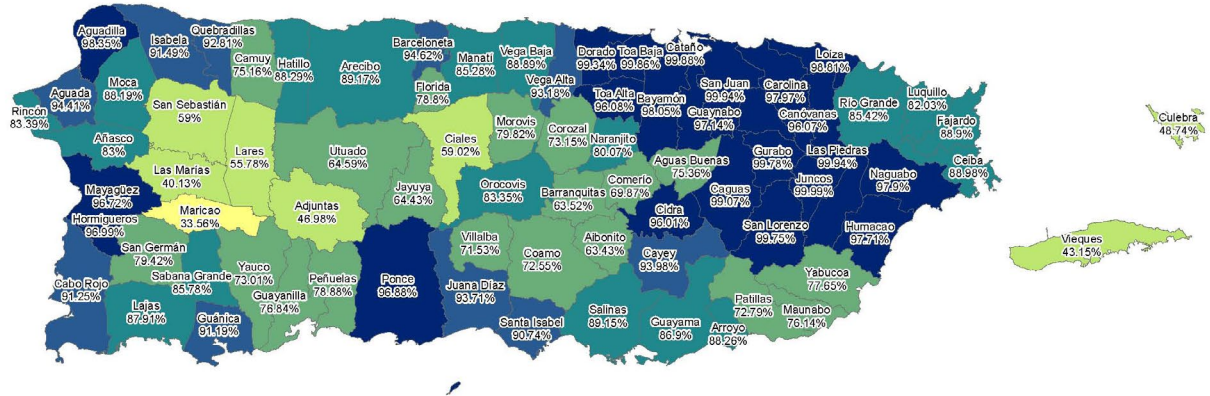 Aguadilla
98.35%
Isabela
91.49%
Quebradillas
92.81%
Camuy
75.16%
Hatillo
88.29%
Arecibo
89.17%
Barceloneta
94.62%
Manatí
85.28%
Vega Baja
88.89%
Dorado
99.34%
Toa Baja
99.86%
Cataño
99.88%
Loiza
98.81%
Rincón
83.39%
Aguada
94.41%
Moca
88.19%
San Sebastián
59%
Florida
78.8%
Vega Alta
93.18%
Toa Alta
96.08%
Bayamón
98.05%
San Juan
99.94%
Guaynabo
97.14%
Carolina
97.97%
Canóvanas
96.07%
Río Grande
85.42%
Luquillo
82.03%
Fajardo
88.9%
Ceiba
88.98%
Culebra
48.74%
Añasco
83%
Lares
55.78%
Utuado
64.59%
Ciales
59.02%
Morovis
79.82%
Corozal
73.15%
Naranjito
80.07%
Aguas Buenas
75.36%
Gurabo
99.78%
Las Piedras
99.94%
Las Marías
40.13%
Mayagüez
96.72%
Maricao
33.56%
Adjuntas
46.98%
Jayuya
64.43%
Orocovis
83.35%
Barranquitas
63.52%
Comerío
69.87%
Caguas
99.07%
Juncos
99.99%
Naguabo
97.9%
Hormigueros
96.99%
San Germán
79.42%
Cidra
96.01%
San Lorenzo
99.75%
Humacao
97.71%
Vieques
43.15%
Cabo Rojo
91.25%
Sabana Grande
85.78%
Yauco
73.01%
Guayanilla
76.84%
Peñuelas
78.88%
Ponce
96.88%
Villalba
71.53%
Juana Díaz
93.71%
Coamo
72.55%
Aibonito
63.43%
Cayey
93.98%
Yabucoa
77.65%
Lajas
87.91%
Guánica
91.19%
Santa Isabel
90.74%
Salinas
89.15%
Guayama
86.9%
Arroyo
88.26%
Patillas
72.79%
Maunabo
76.14%